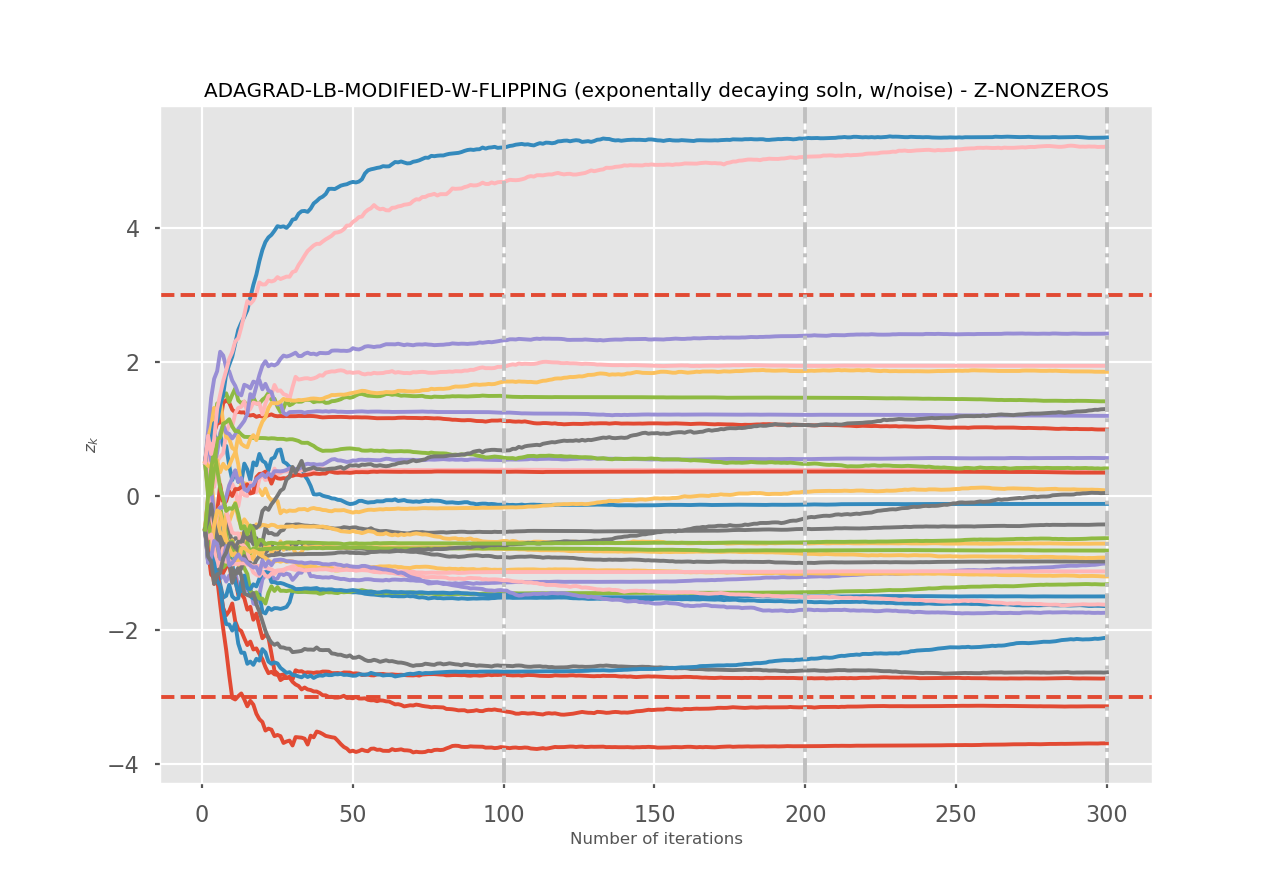 ADAGRAD-LB-MODIFIED-W-FLIPPING (exponentially decaying soln, w/noise) - Z-NONZEROS
4
2
0
−2
−4
z_k
0 50 100 150 200 250 300
Number of iterations